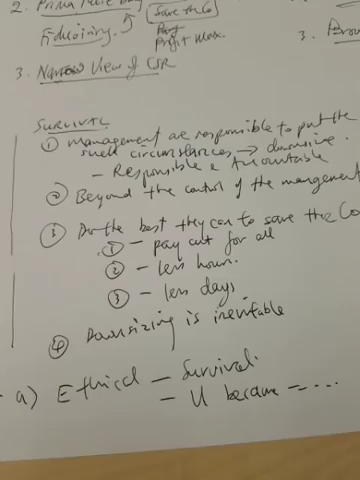 2. Prima Facie Duty
Save the Co
Fiduciary.
Pay
Profit Max.
3. Narrow View of CSR
3.
SURVIVAL
① management are responsible to put the
such circumstances → downsize.
- Responsible & Accountable
② Beyond the control of the management
③ Do the best they can to save the Co
① - pay cut for all
② - less hours.
③ - less days
④ Downsizing is inevitable
a) Ethical - Survival.
- U because - ....